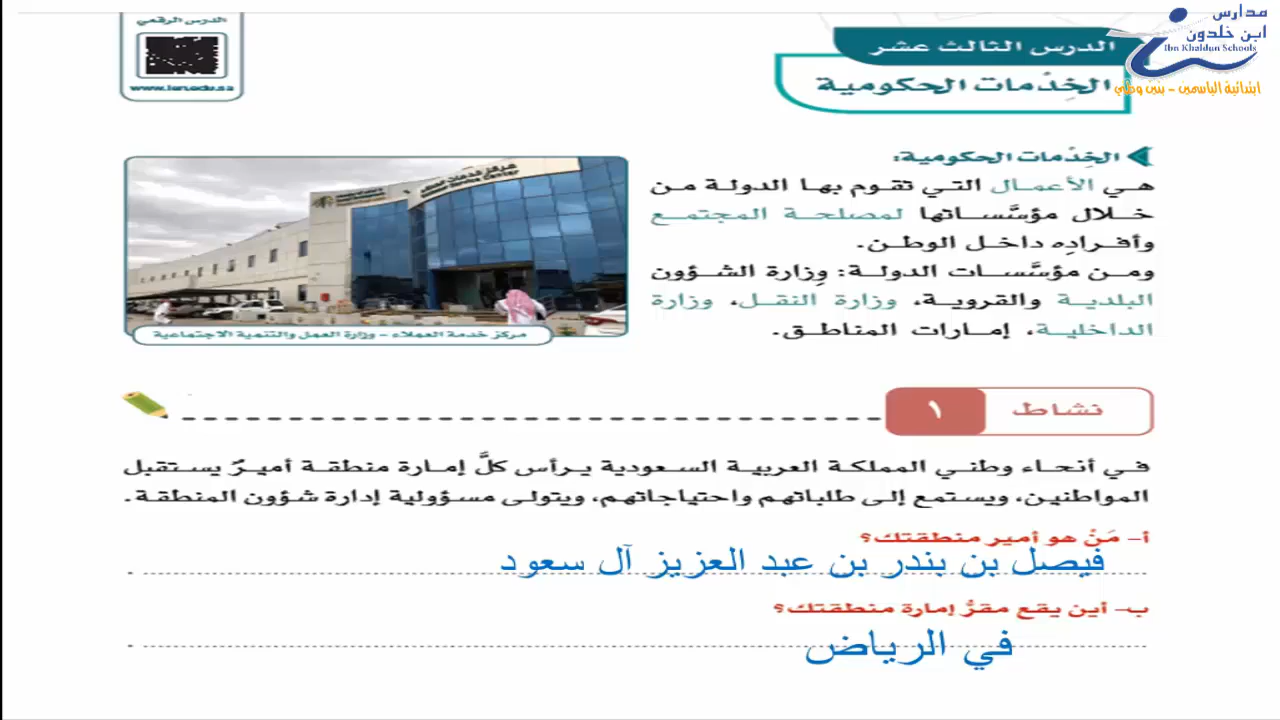 مدارس
ابن خلدون
Ibn Khaldun Schools
ابتدائية الياسمين - بنين وطني
الدرس الرقمي
www.ien.edu.sa
الدرس الثالث عشر
الخِدْمات الحكومية
الخِدْمات الحكومية:
هي الأعمال التي تقوم بها الدولة من
خلال مؤسَّساتها لمصلحة المجتمع
وأفرادِه داخل الوطن.
ومن مؤسَّسات الدولة: وِزارة الشؤون
البلدية والقروية، وزارة النقل، وزارة
الداخلية، إمارات المناطق.
مركز خدمة العملاء - وزارة العمل والتنمية الاجتماعية
نشاط ١
في أنحاء وطني المملكة العربية السعودية يرأس كلَّ إمارة منطقة أميرٌ يستقبل
المواطنين، ويستمع إلى طلباتهم واحتياجاتهم، ويتولى مسؤولية إدارة شؤون المنطقة.
أ- مَنْ هو أمير منطقتك؟
فيصل بن بندر بن عبد العزيز آل سعود
ب- أين يقع مقرُّ إمارة منطقتك؟
في الرياض